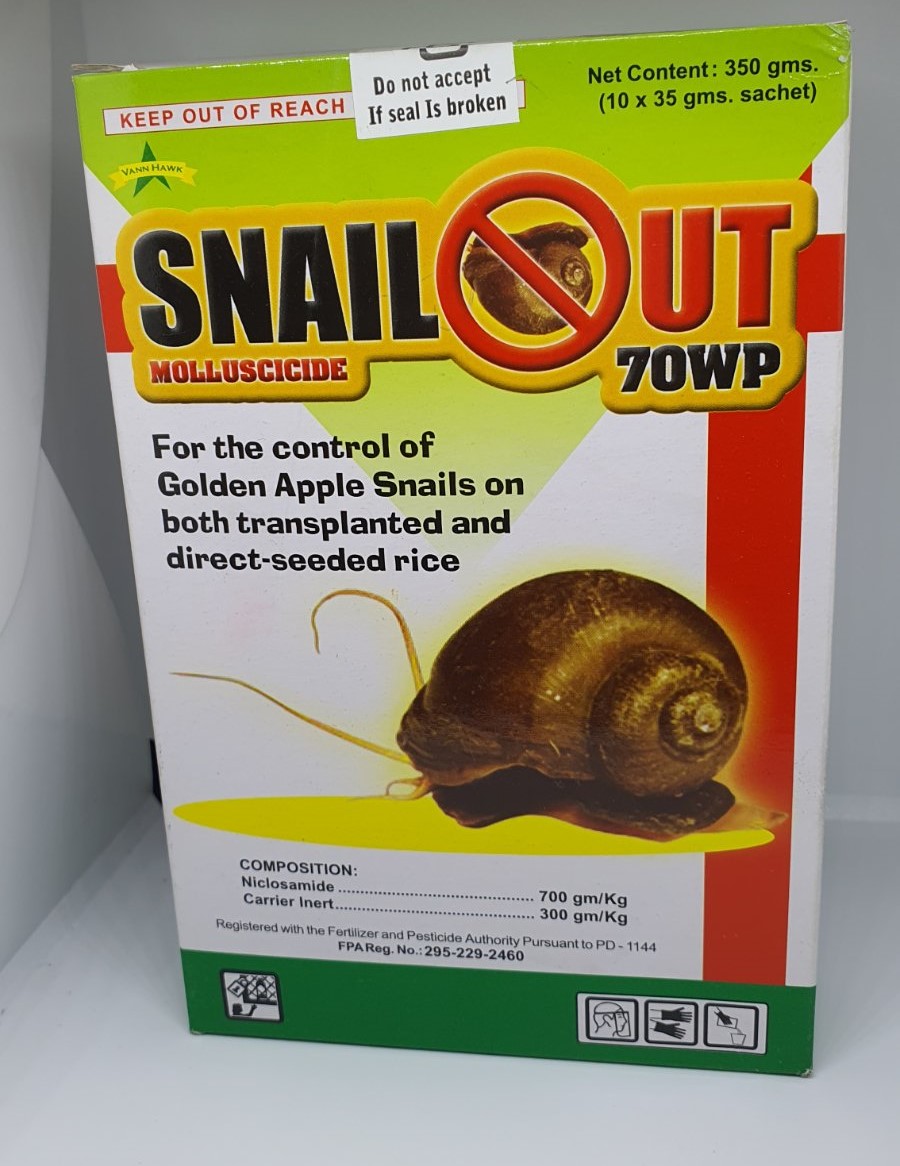 Do not accept
If seal Is broken
KEEP OUT OF REACH
Net Content: 350 gms.
(10 x 35 gms. sachet)
VANN HAWK
SNAIL OUT
MOLLUSCICIDE
70WP
For the control of
Golden Apple Snails on
both transplanted and
direct-seeded rice
COMPOSITION:
Niclosamide ................................................ 700 gm/Kg
Carrier Inert................................................ 300 gm/Kg
Registered with the Fertilizer and Pesticide Authority Pursuant to PD - 1144
FPA Reg. No.: 295-229-2460